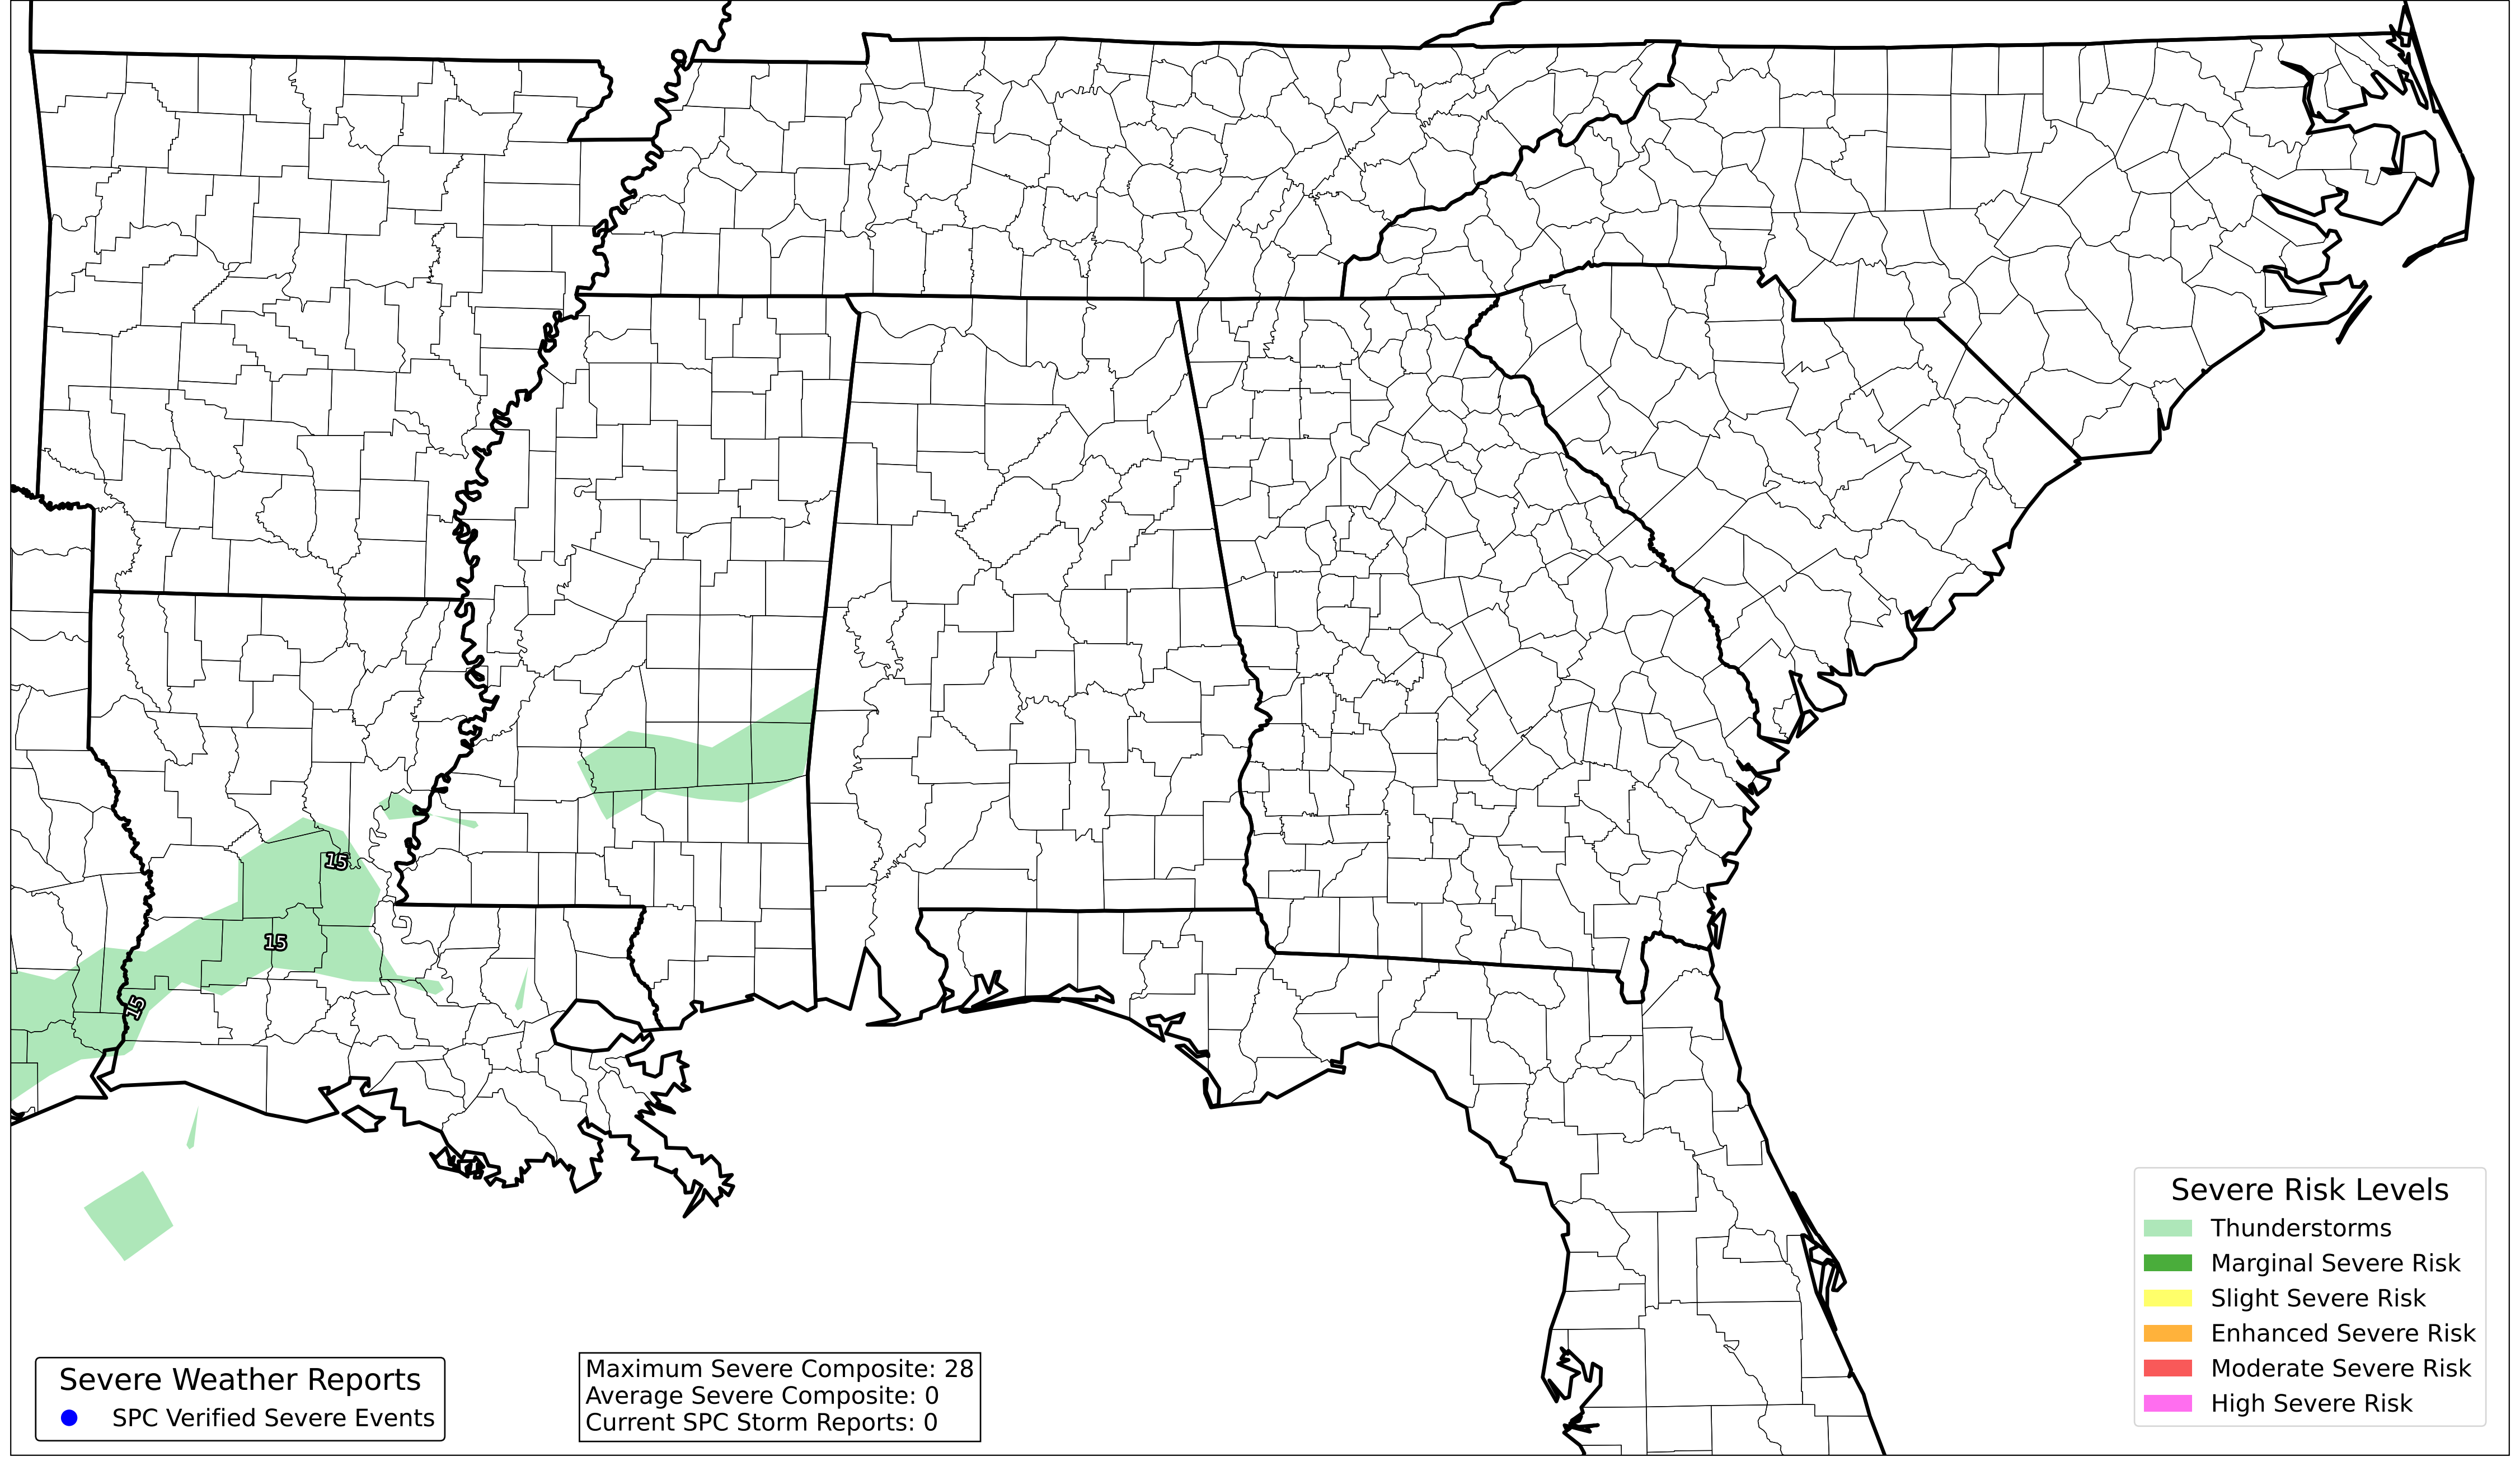 15
15
15
Severe Weather Reports
SPC Verified Severe Events
Maximum Severe Composite: 28
Average Severe Composite: 0
Current SPC Storm Reports: 0
Severe Risk Levels
Thunderstorms
Marginal Severe Risk
Slight Severe Risk
Enhanced Severe Risk
Moderate Severe Risk
High Severe Risk